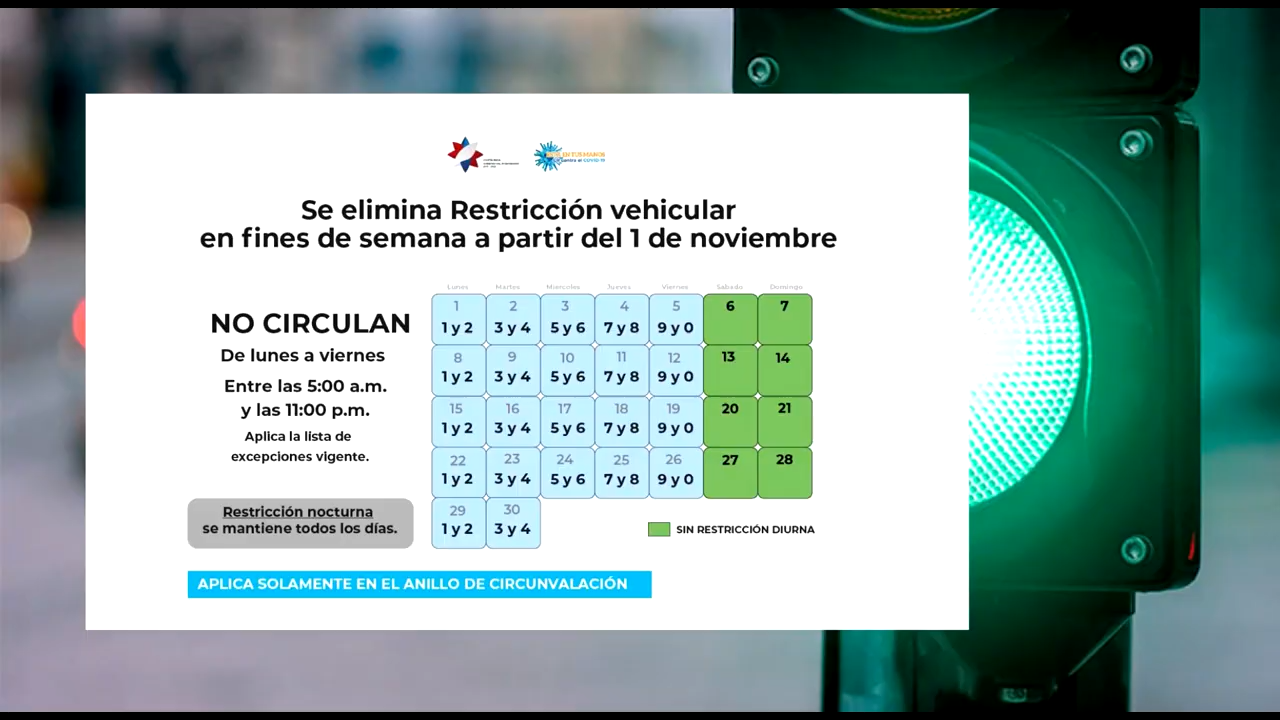 EN TUS MANOS
Se elimina Restricción vehicular
en fines de semana a partir del 1 de noviembre
Lunes Martes Miercoles Jueves Viernes Sabado Domingo
NO CIRCULAN
De lunes a viernes
Entre las 5:00 a.m.
y las 11:00 p.m.
Aplica la lista de
excepciones vigente.
Restricción nocturna
se mantiene todos los días.
1 2 3 4 5 6 7
1 y 2 3 y 4 5 y 6 7 y 8 9 y 0
8 9 10 11 12 13 14
1 y 2 3 y 4 5 y 6 7 y 8 9 y 0
15 16 17 18 19 20 21
1 y 2 3 y 4 5 y 6 7 y 8 9 y 0
22 23 24 25 26 27 28
1 y 2 3 y 4 5 y 6 7 y 8 9 y 0
29 30
1 y 2 3 y 4
SIN RESTRICCIÓN DIURNA
APLICA SOLAMENTE EN EL ANILLO DE CIRCUNVALACIÓN